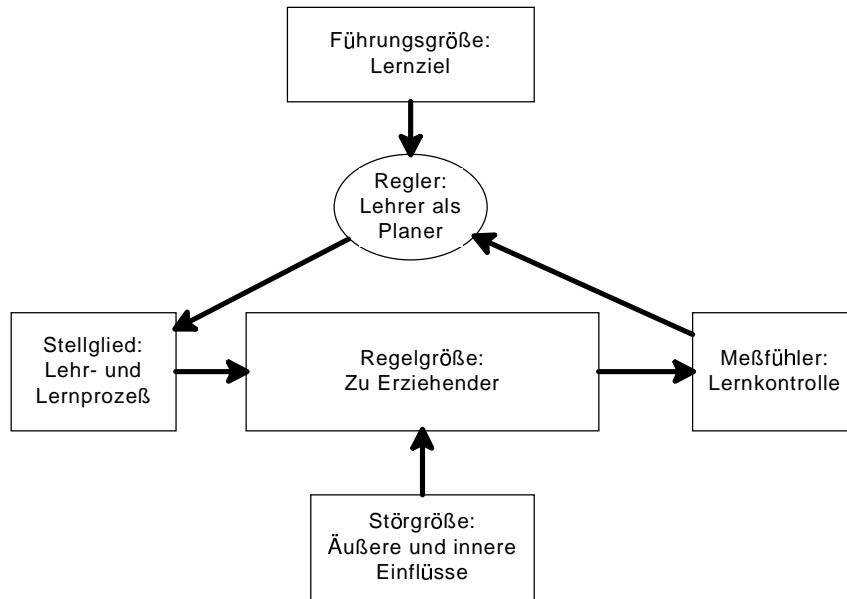 Führungsgröße:
Lernziel
Regler:
Lehrer als
Planer
Stellglied:
Lehr- und
Lernprozeß
Regelgröße:
Zu Erziehender
Meßfühler:
Lernkontrolle
Störgröße:
Äußere und innere
Einflüsse